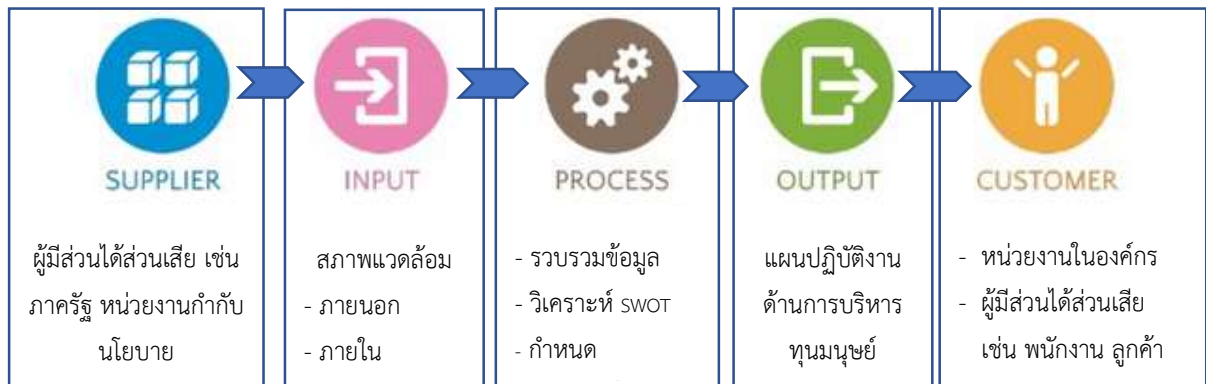 SUPPLIER
ผู้มีส่วนได้ส่วนเสีย เช่น
ภาครัฐ หน่วยงานกำกับ
นโยบาย
INPUT
สภาพแวดล้อม
- ภายนอก
- ภายใน
PROCESS
- รวบรวมข้อมูล
- วิเคราะห์ SWOT
- กำหนด
OUTPUT
แผนปฏิบัติงาน
ด้านการบริหาร
ทุนมนุษย์
CUSTOMER
- หน่วยงานในองค์กร
- ผู้มีส่วนได้ส่วนเสีย
เช่น พนักงาน ลูกค้า